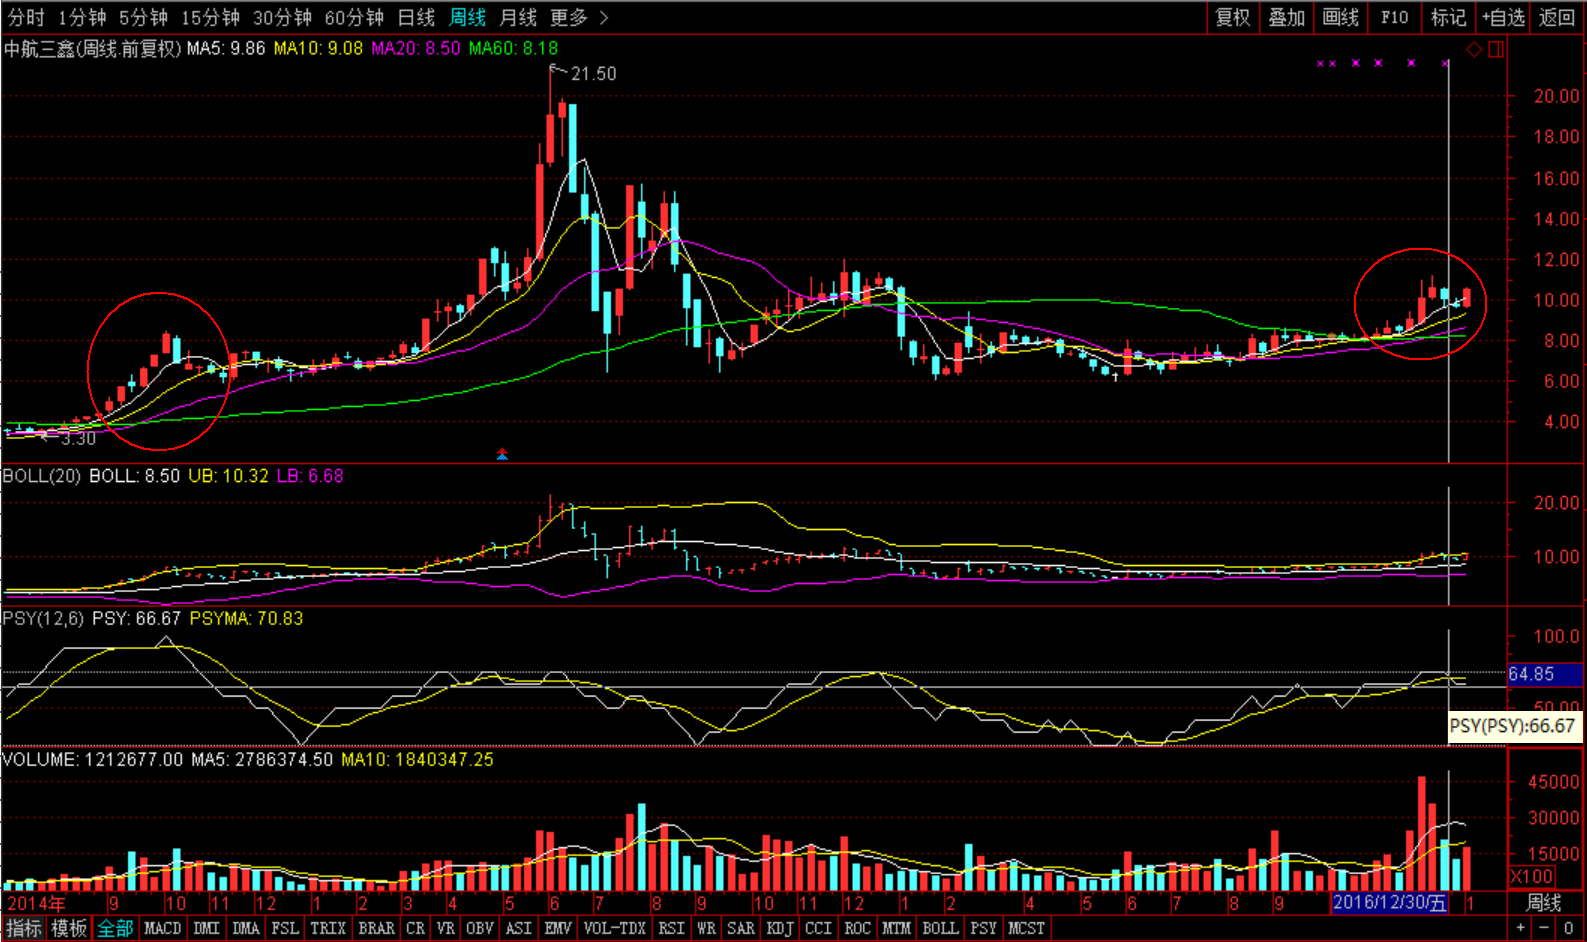 分时 1分钟 5分钟 15分钟 30分钟 60分钟 日线 周线 月线 更多 > 复权 叠加 画线 F10 标记 +自选 返回
中航三鑫(周线.前复权) MA5: 9.86 MA10: 9.08 MA20: 8.50 MA60: 8.18
21.50
20.00
18.00
16.00
14.00
12.00
10.00
8.00
6.00
4.00
3.30
BOLL(20) BOLL: 8.50 UB: 10.32 LB: 6.68
20.00
10.00
PSY(12,6) PSY: 66.67 PSYMA: 70.83
100.0
64.85
50.00
PSY(PSY):66.67
VOLUME: 1212677.00 MA5: 2786374.50 MA10: 1840347.25
45000
30000
15000
X100
2014年 9 10 11 12 1 2 3 4 5 6 7 8 9 10 11 12 1 2 4 5 6 7 8 9 2016/12/30/五 1 周线
指标 模板 全部 MACD DMI DMA FSL TRIX BRAR CR VR OBV ASI EMV VOL-TDX RSI WR SAR KDJ CCI ROC MTM BOLL PSY MCST + - 0